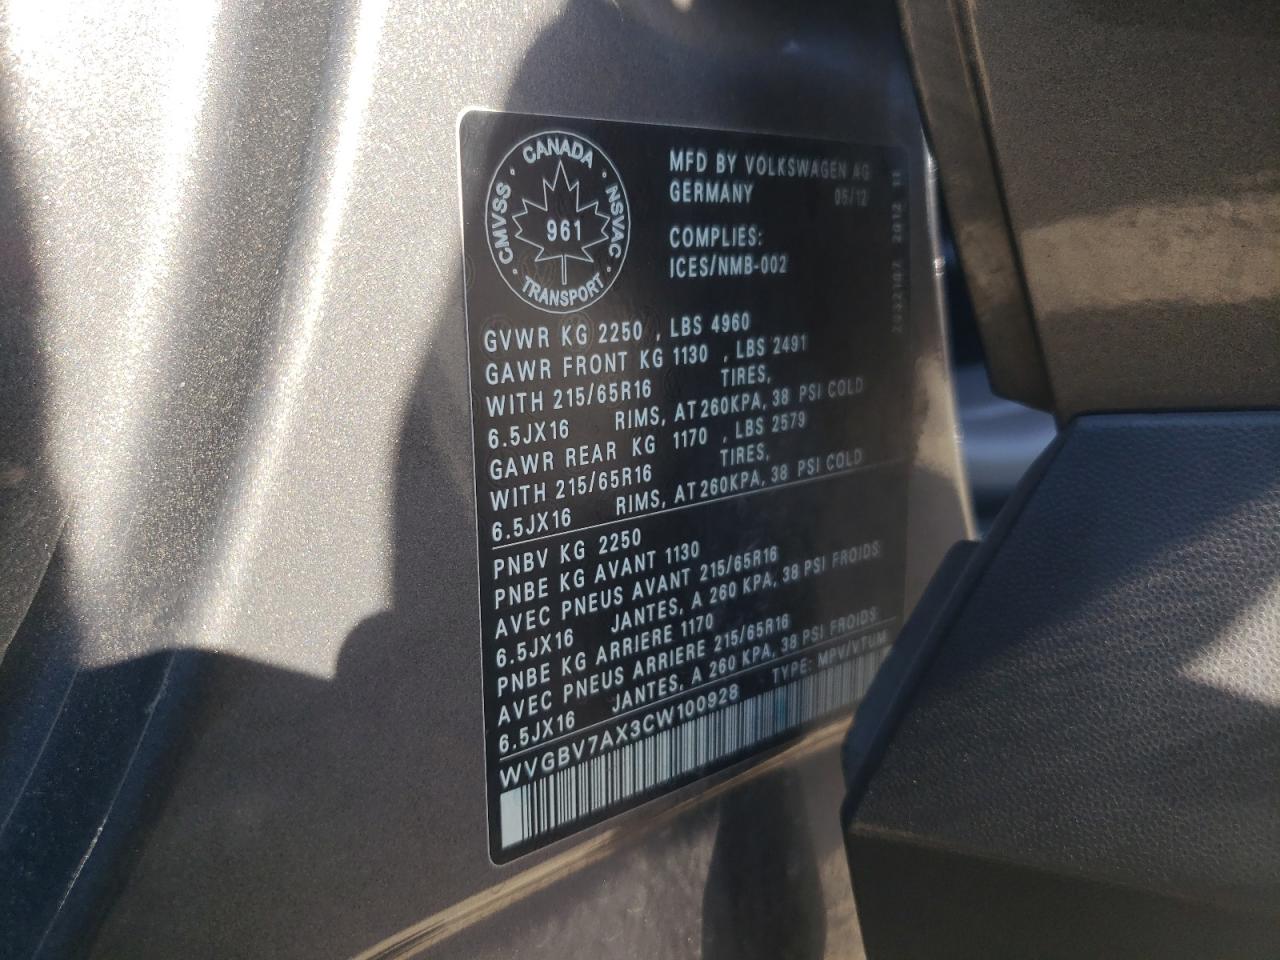 CANADA
CMVSS · NSVAC
961
TRANSPORT
MFD BY VOLKSWAGEN AG
GERMANY 05/12
COMPLIES:
ICES/NMB-002
GVWR KG 2250 , LBS 4960
GAWR FRONT KG 1130 , LBS 2491
WITH 215/65R16 TIRES,
6.5JX16 RIMS, AT 260KPA, 38 PSI COLD
GAWR REAR KG 1170 , LBS 2579
WITH 215/65R16 TIRES,
6.5JX16 RIMS, AT 260KPA, 38 PSI COLD
PNBV KG 2250
PNBE KG AVANT 1130
AVEC PNEUS AVANT 215/65R16
6.5JX16 JANTES, A 260 KPA, 38 PSI FROIDS
PNBE KG ARRIERE 1170
AVEC PNEUS ARRIERE 215/65R16
6.5JX16 JANTES, A 260 KPA, 38 PSI FROIDS
WVGBV7AX3CW100928 TYPE: MPV/VTUM